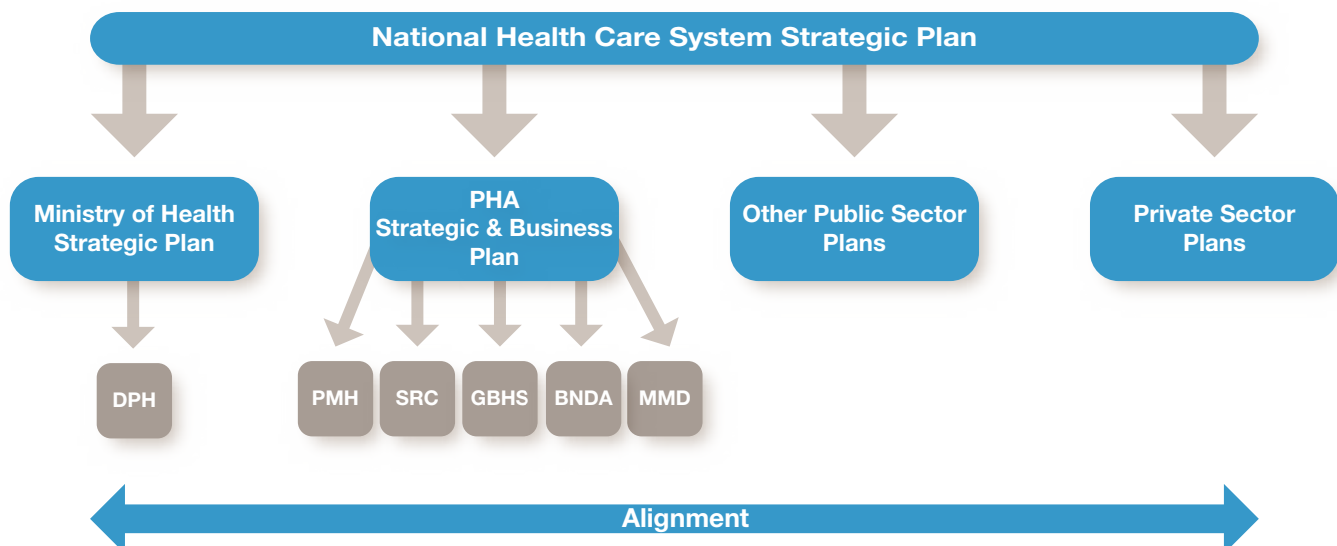 National Health Care System Strategic Plan
Ministry of Health
Strategic Plan
PHA
Strategic & Business
Plan
Other Public Sector
Plans
Private Sector
Plans
DPH
PMH
SRC
GBHS
BNDA
MMD
Alignment